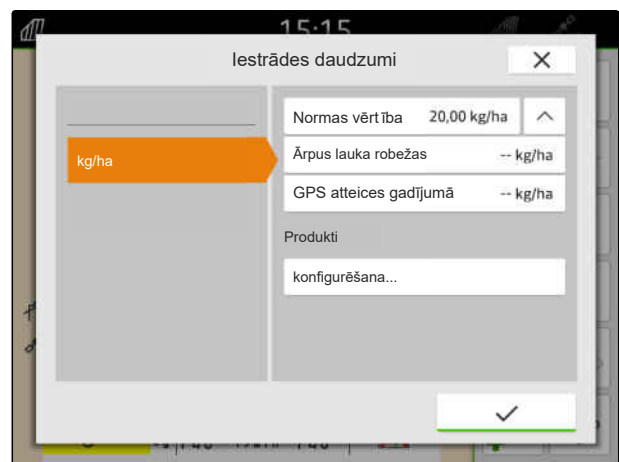 15:15
Iestrādes daudzumi
kg/ha
Normas vērtība 20,00 kg/ha
Ārpus lauka robežas -- kg/ha
GPS atteices gadījumā -- kg/ha
Produkti
konfigurēšana...